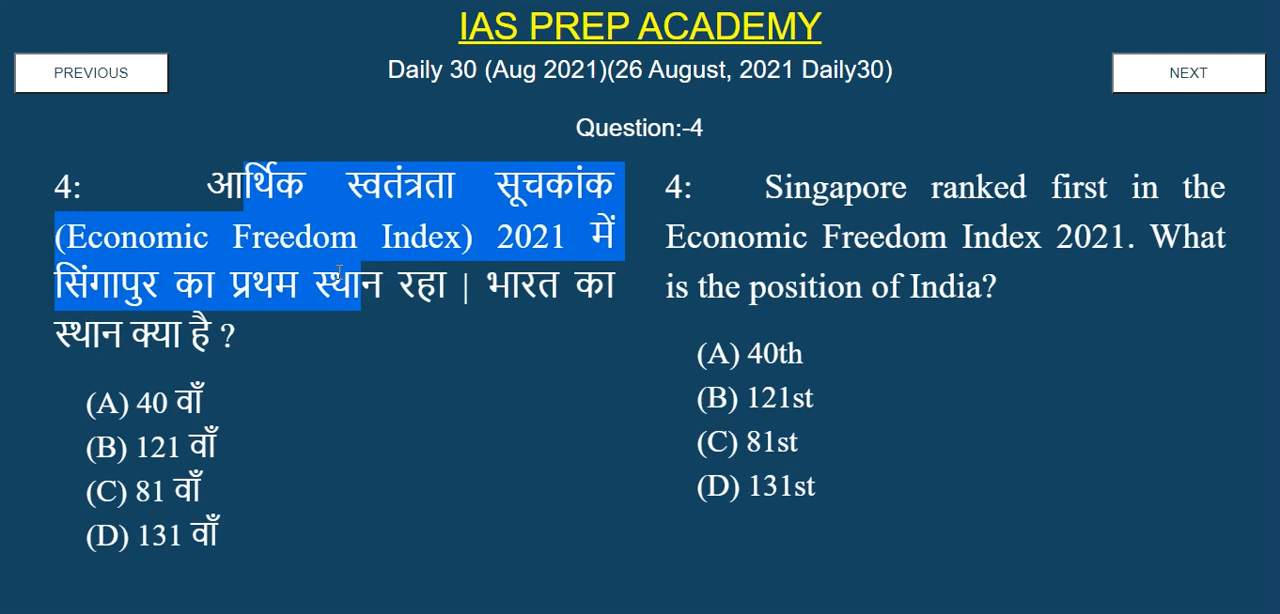 IAS PREP ACADEMY
PREVIOUS
Daily 30 (Aug 2021)(26 August, 2021 Daily30)
NEXT
Question:-4
4: आर्थिक स्वतंत्रता सूचकांक
(Economic Freedom Index) 2021 में
सिंगापुर का प्रथम स्थान रहा | भारत का
स्थान क्या है ?
(A) 40 वाँ
(B) 121 वाँ
(C) 81 वाँ
(D) 131 वाँ
4: Singapore ranked first in the
Economic Freedom Index 2021. What
is the position of India?
(A) 40th
(B) 121st
(C) 81st
(D) 131st